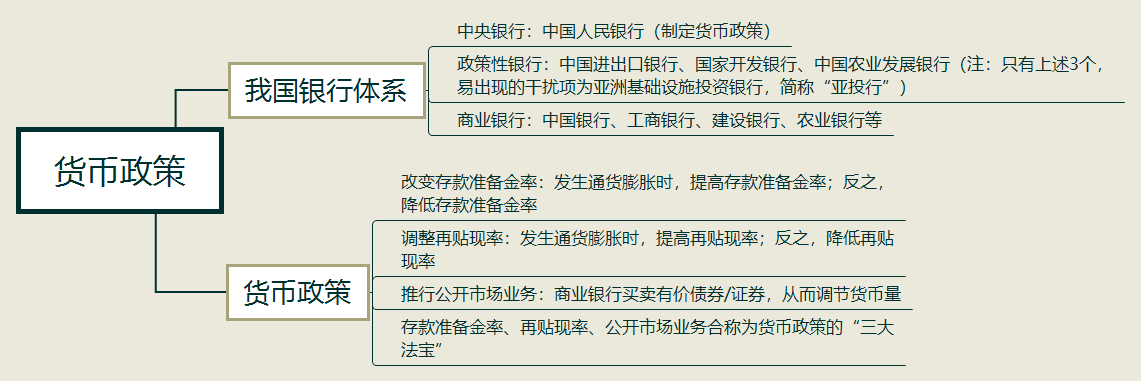 货币政策
我国银行体系
中央银行：中国人民银行（制定货币政策）
政策性银行：中国进出口银行、国家开发银行、中国农业发展银行（注：只有上述3个，
易出现的干扰项为亚洲基础设施投资银行，简称“亚投行”）
商业银行：中国银行、工商银行、建设银行、农业银行等
货币政策
改变存款准备金率：发生通货膨胀时，提高存款准备金率；反之，
降低存款准备金率
调整再贴现率：发生通货膨胀时，提高再贴现率；反之，降低再贴
现率
推行公开市场业务：商业银行买卖有价债券/证券，从而调节货币量
存款准备金率、再贴现率、公开市场业务合称为货币政策的“三大
法宝”